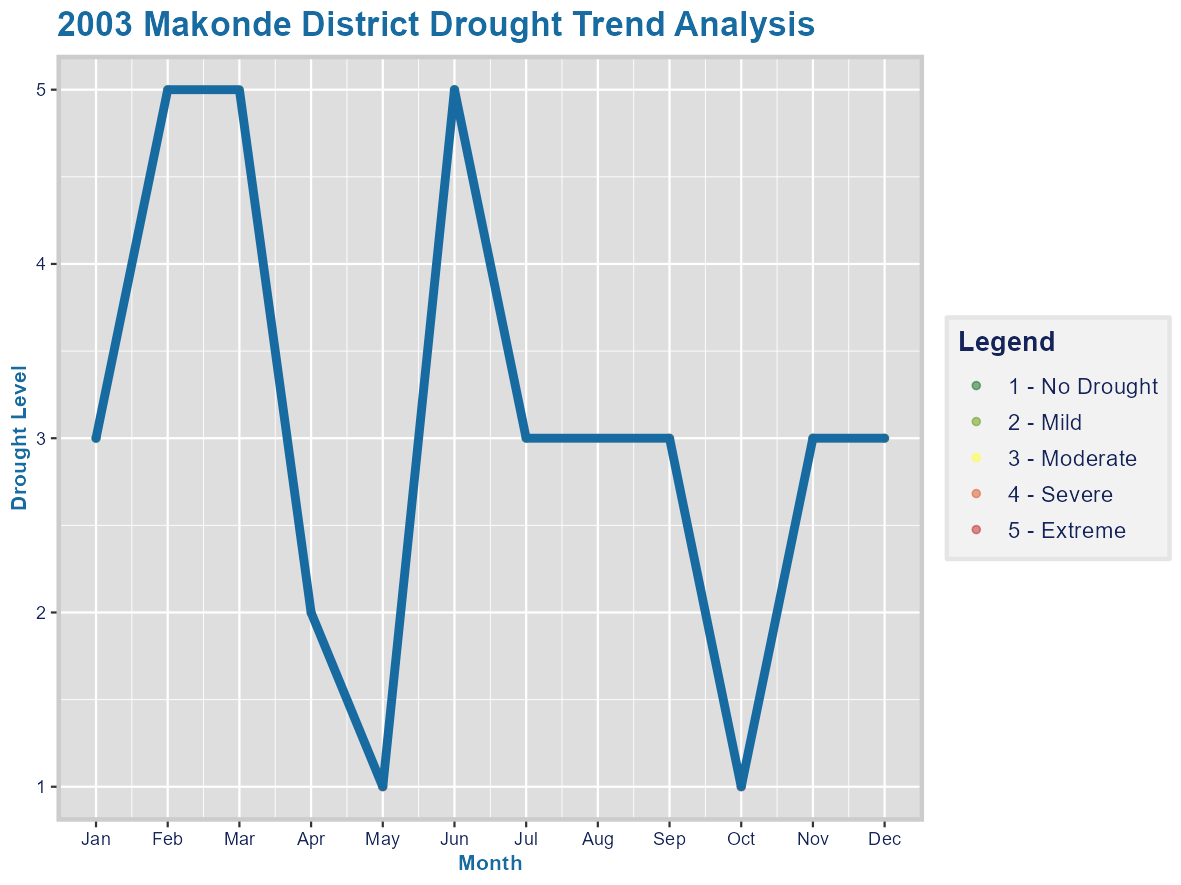 2003 Makonde District Drought Trend Analysis
Drought Level
5
4
3
2
1
Jan Feb Mar Apr May Jun Jul Aug Sep Oct Nov Dec
Month
Legend
1 - No Drought
2 - Mild
3 - Moderate
4 - Severe
5 - Extreme